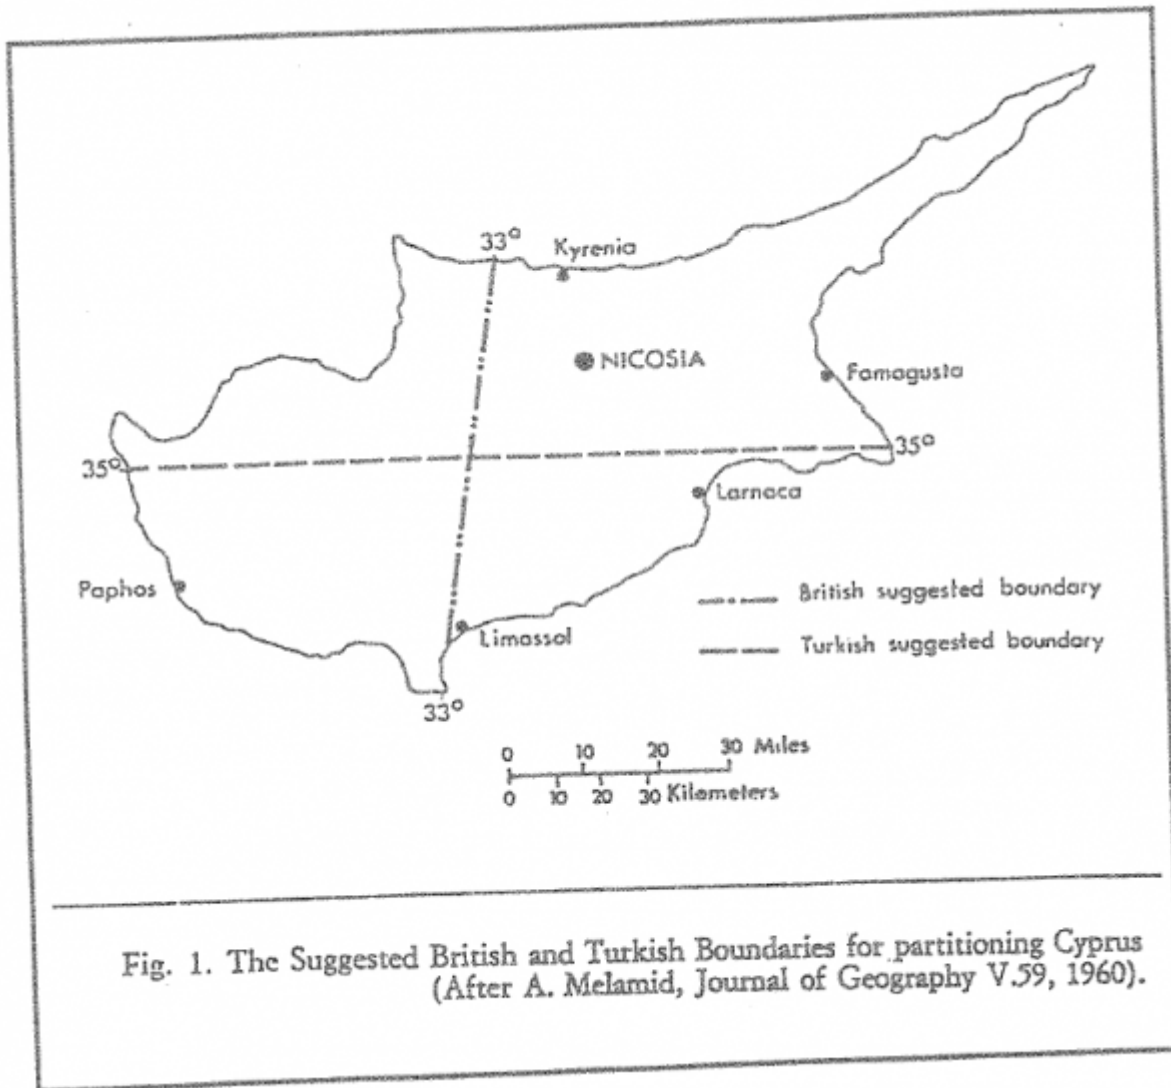 33°
Kyrenia
NICOSIA
Famagusta
35°
35°
Larnaca
Paphos
British suggested boundary
Limassol
Turkish suggested boundary
33°
0 10 20 30 Miles
0 10 20 30 Kilometers
Fig. 1. The Suggested British and Turkish Boundaries for partitioning Cyprus
(After A. Melamid, Journal of Geography V.59, 1960).